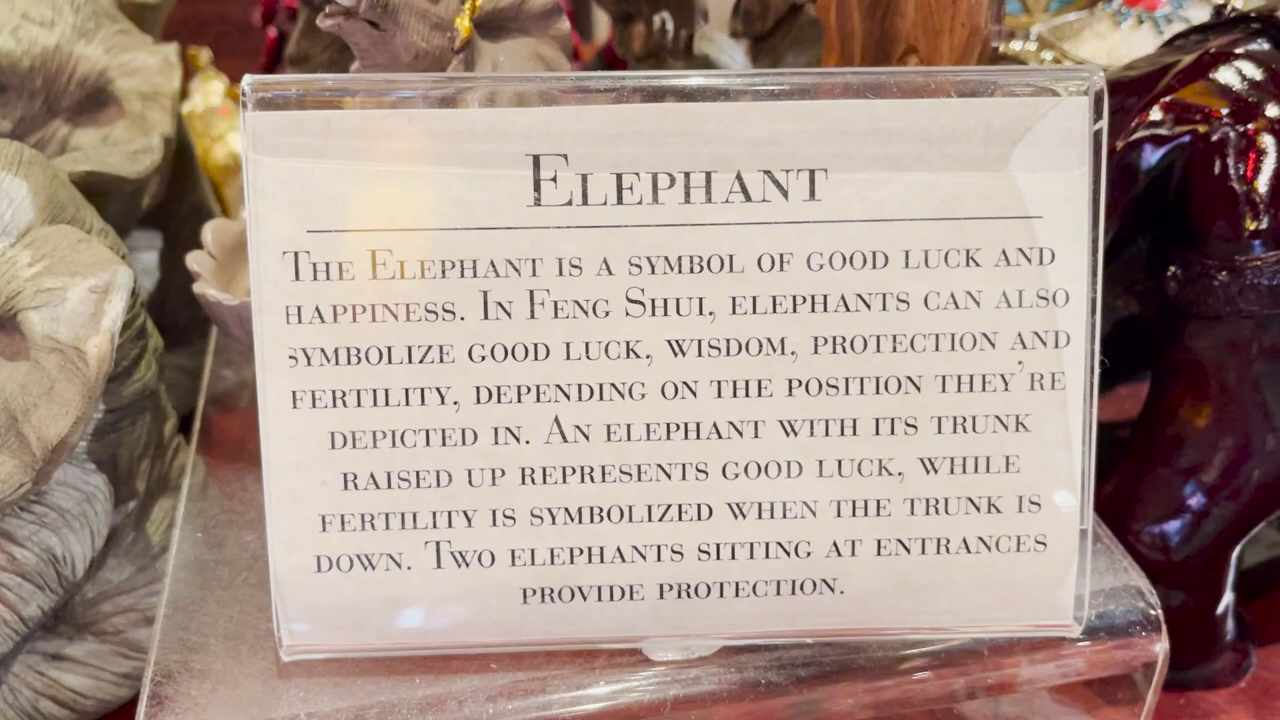 ELEPHANT
THE ELEPHANT IS A SYMBOL OF GOOD LUCK AND
HAPPINESS. IN FENG SHUI, ELEPHANTS CAN ALSO
SYMBOLIZE GOOD LUCK, WISDOM, PROTECTION AND
FERTILITY, DEPENDING ON THE POSITION THEY'RE
DEPICTED IN. AN ELEPHANT WITH ITS TRUNK
RAISED UP REPRESENTS GOOD LUCK, WHILE
FERTILITY IS SYMBOLIZED WHEN THE TRUNK IS
DOWN. TWO ELEPHANTS SITTING AT ENTRANCES
PROVIDE PROTECTION.